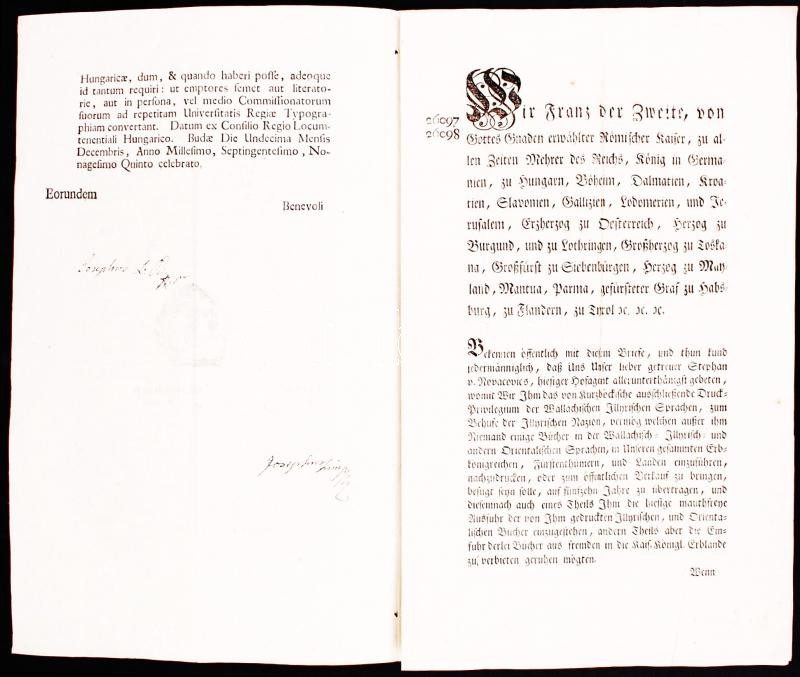 Hungaricæ, dum, & quando haberi posse, adeoque
id tantum requiri: ut emptores semet aut literato-
rie, aut in persona, vel medio Commissionatorum
suorum ad repetitam Universitatis Regiæ Typogra-
phiam convertant. Datum ex Consilio Regio Locum-
tenentiali Hungarico. Budæ Die Undecima Mensis
Decembris, Anno Millesimo, Septingentesimo, No-
nagesimo Quinto celebrato.
Eorundem
Benevoli
Josephus
Josephus
26097
26098
Wir Franz der Zweite, von
Gottes Gnaden erwählter Römischer Kaiser, zu al-
len Zeiten Mehrer des Reichs, König in Germa-
nien, zu Hungarn, Böheim, Dalmatien, Kroa-
tien, Slavonien, Gallizien, Lodomerien, und Je-
rusalem, Erzherzog zu Oesterreich, Herzog zu
Burgund, und zu Lothringen, Großherzog zu Toska-
na, Großfürst zu Siebenbürgen, Herzog zu May-
land, Mantua, Parma, gefürsteter Graf zu Habs-
burg, zu Flandern, zu Tyrol ꝛc. ꝛc. ꝛc.
Bekennen öffentlich mit diesem Briefe, und thun kund
jedermänniglich, daß Uns Unser lieber getreuer Stephan
v. Novacovics, hiesiger Hofagent allerunterthänigst gebeten,
womit Wir Ihm das von Kurzböckische ausschließende Druck-
Privilegium der Wallachischen Illyrischen Sprachen, zum
Behufe der Illyrischen Nazion, vermög welchen außer ihm
Niemand einige Bücher in der Wallachisch- Illyrisch- und
andern Orientalischen Sprachen, in Unseren gesammten Erb-
königreichen, Fürstenthümern, und Landen einzuführen,
nachzudrucken, oder zum öffentlichen Verkauf zu bringen,
befugt seyn solle, auf fünfzehn Jahre zu übertragen, und
diesemnach auch eines Theils Ihm die hiesige mauthfreye
Ausfuhr der von Ihm gedruckten Illyrischen, und Orienta-
lischen Bücher einzugestehen, andern Theils aber die Ein-
fuhr derlei Bücher aus fremden in die Kais. Königl. Erblande
zu verbieten geruhen mögten.
Wenn